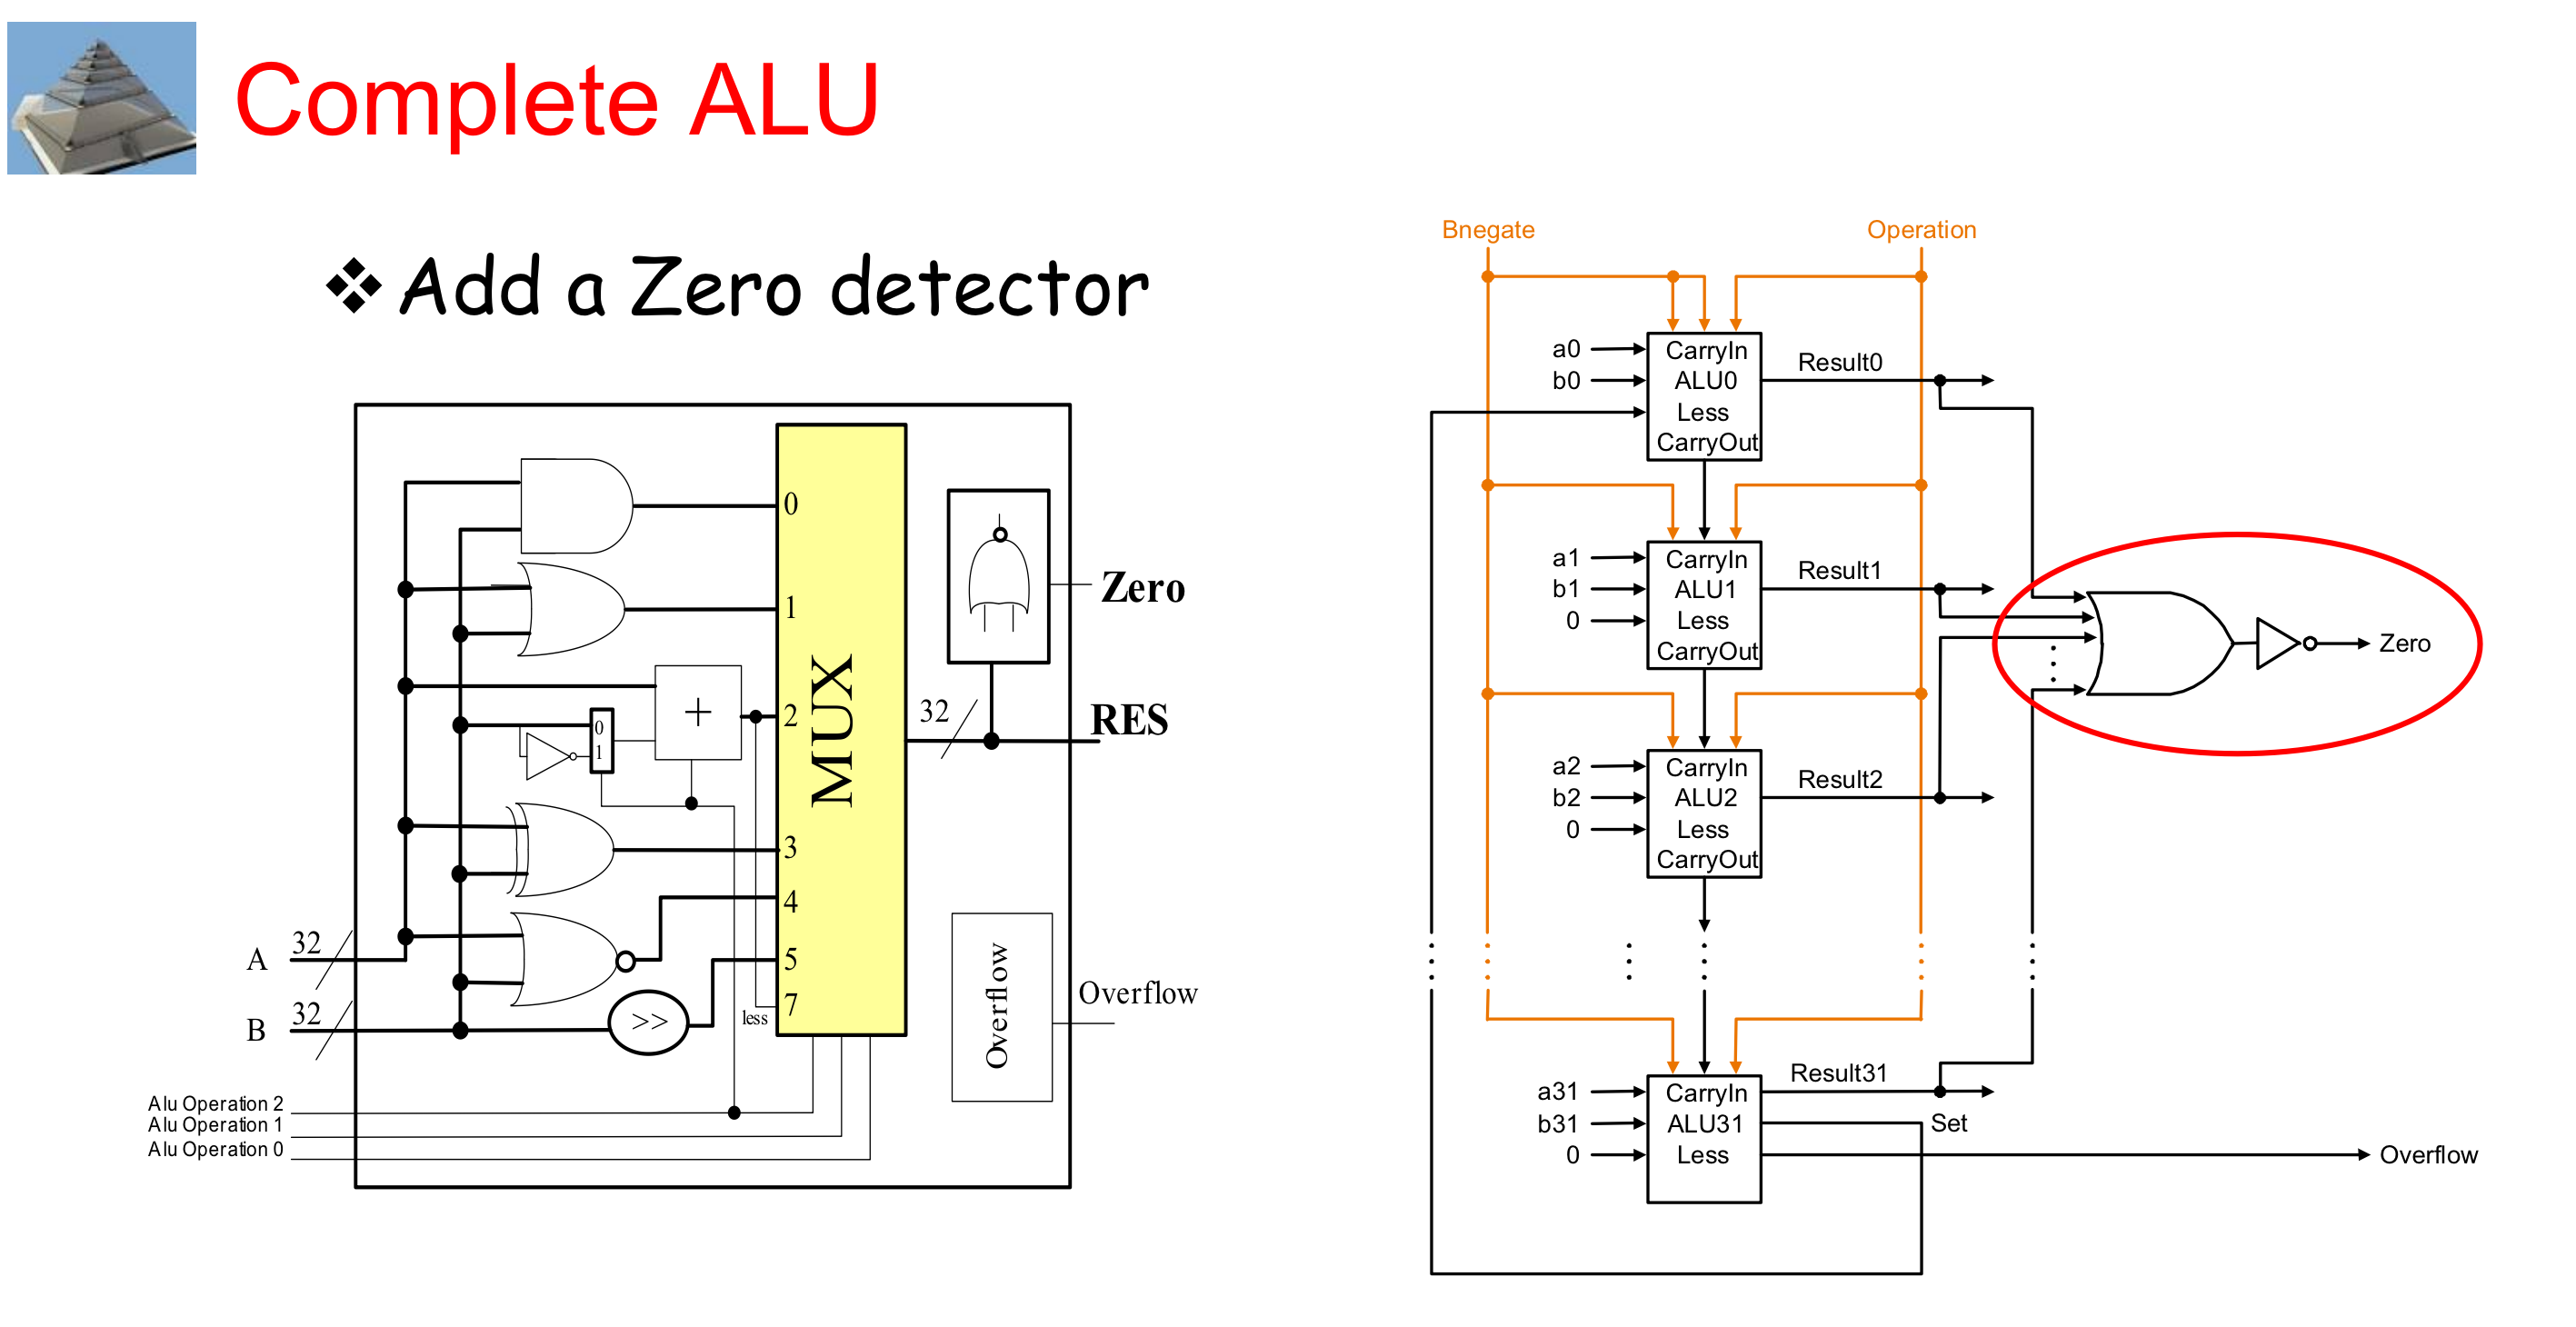 Complete ALU
❖ Add a Zero detector
0
1
+
2
0
1
MUX
3
4
5
>>
7
less
32
A
32
B
32
Zero
RES
Overflow
Overflow
Alu Operation 2
Alu Operation 1
Alu Operation 0
Bnegate
Operation
a0
b0
CarryIn
ALU0
Less
CarryOut
Result0
a1
b1
0
CarryIn
ALU1
Less
CarryOut
Result1
a2
b2
0
CarryIn
ALU2
Less
CarryOut
Result2
a31
b31
0
CarryIn
ALU31
Less
Result31
Set
Zero
Overflow